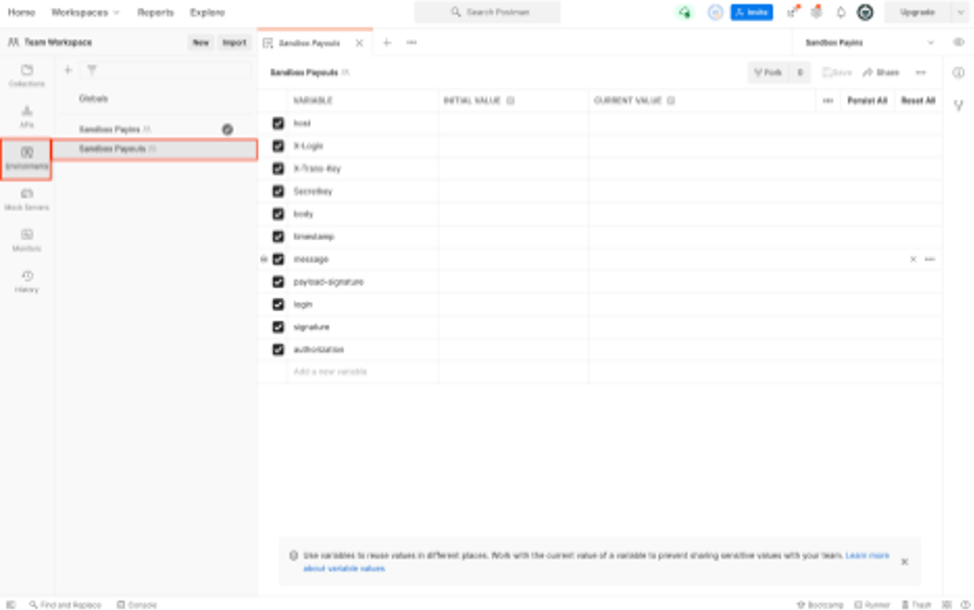 Home Workspaces Reports Explore Search Postman Invite Upgrade
Team Workspace New Import Sandbox Payouts Sandbox Payins
Sandbox Payouts Fork 0 Save Share
Collections
Globals
VARIABLE INITIAL VALUE CURRENT VALUE Persist All Reset All
APIs
Sandbox Payins
Sandbox Payouts
Environments
Mock Servers
Monitors
History
host
X-Login
X-Trans-Key
Secretkey
body
timestamp
message
payload-signature
login
signature
authorization
Add a new variable
Use variables to reuse values in different places. Work with the current value of a variable to prevent sharing sensitive values with your team. Learn more
about variable values
Find and Replace Console Bootcamp Runner Trash